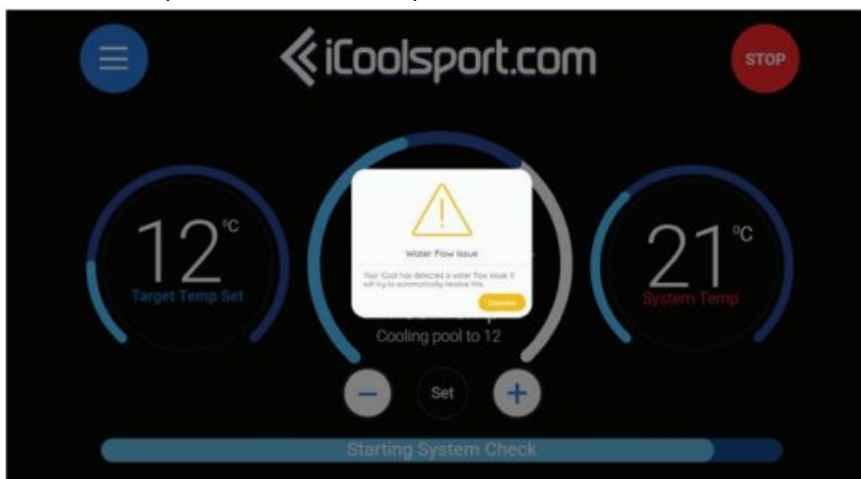 iCoolsport.com
STOP
12 °C
Target Temp Set
Water Flow Issue
Your iCool has detected a water flow issue. It
will try to automatically resolve this.
Dismiss
Cooling pool to 12
21 °C
System Temp
− Set +
Starting System Check